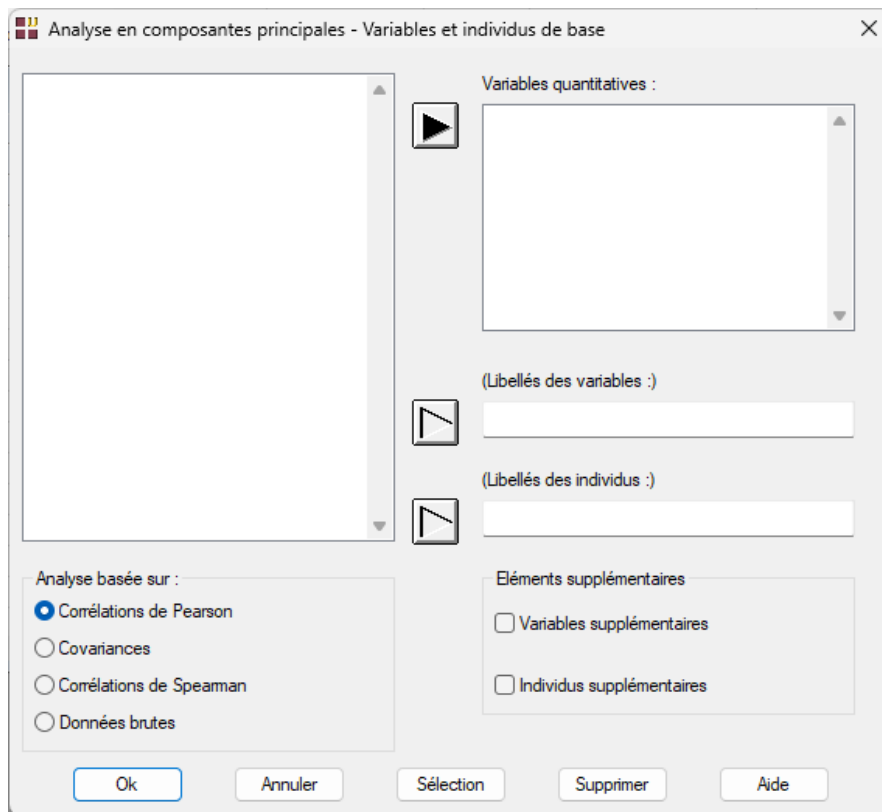 Analyse en composantes principales - Variables et individus de base
Variables quantitatives :
(Libellés des variables :)
(Libellés des individus :)
Analyse basée sur :
Corrélations de Pearson
Covariances
Corrélations de Spearman
Données brutes
Eléments supplémentaires
Variables supplémentaires
Individus supplémentaires
Ok
Annuler
Sélection
Supprimer
Aide